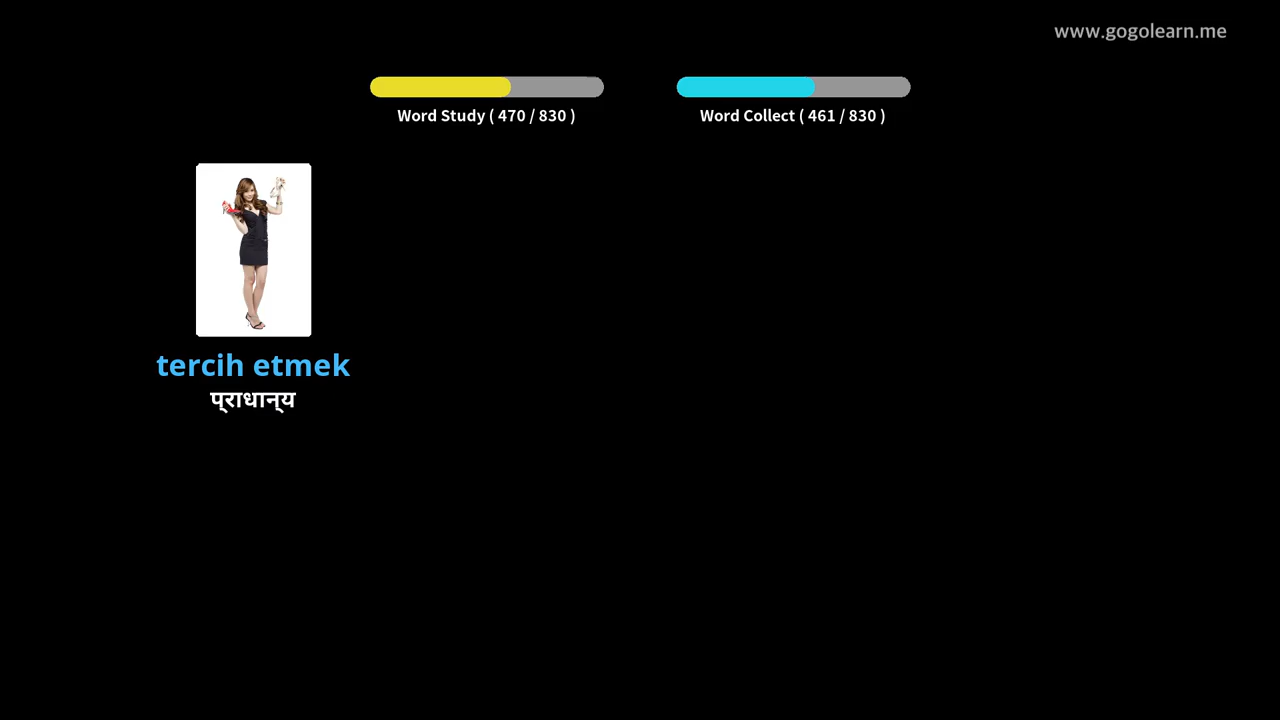 www.gogolearn.me
Word Study ( 470 / 830 )
Word Collect ( 461 / 830 )
tercih etmek
प्राधान्य